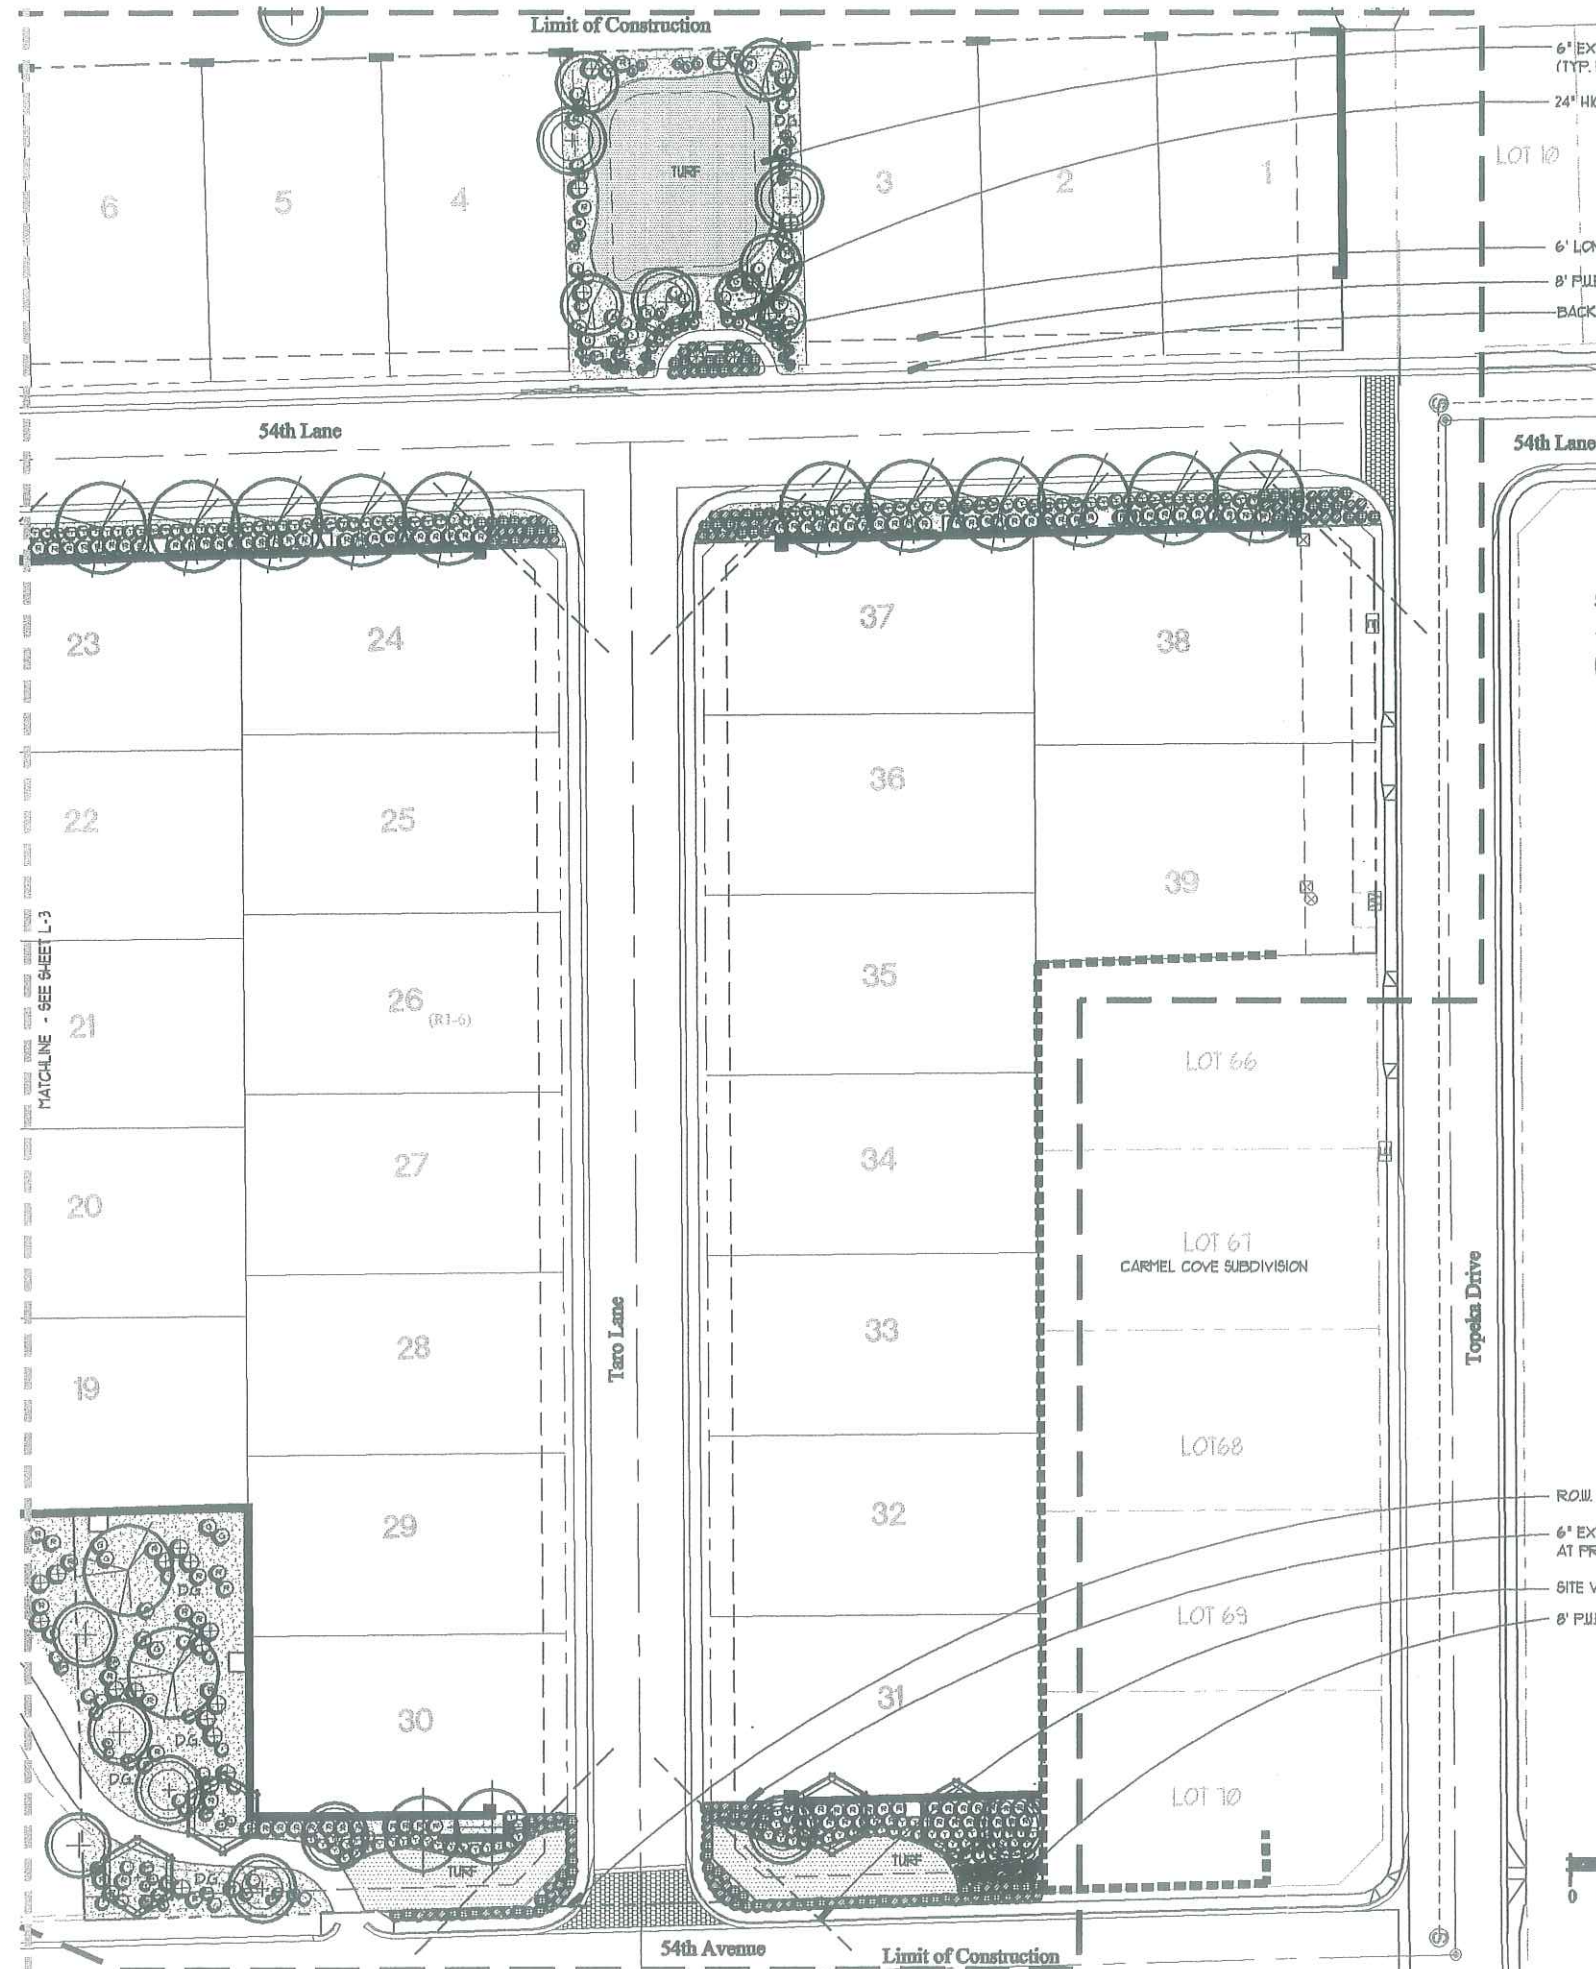 Limit of Construction
6" EX
(TYP.
24" HI
TURF
D.G.
LOT 10
6
5
4
3
2
1
6' LON
8' P.U.E
BACK
54th Lane
54th Lane
23
24
37
38
22
25
36
39
MATCHLINE - SEE SHEET L-3
21
26
(R1-6)
35
LOT 66
20
27
34
LOT 67
CARMEL COVE SUBDIVISION
19
28
Taro Lane
33
Topeka Drive
LOT 68
29
32
R.O.W.
6" EX
AT PR
SITE V
8' P.U.E
D.G.
LOT 69
30
31
D.G.
D.G.
LOT 70
TURF
TURF
D.G.
0
54th Avenue
Limit of Construction